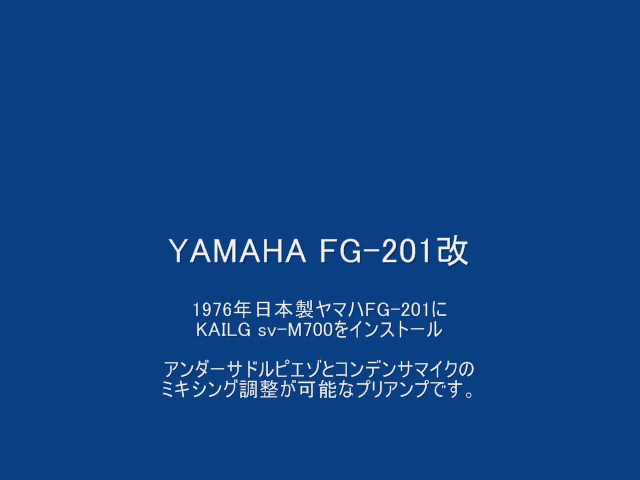 YAMAHA FG-201改
1976年日本製ヤマハFG-201に
KAILG sv-M700をインストール
アンダーサドルピエゾとコンデンサマイクの
ミキシング調整が可能なプリアンプです。